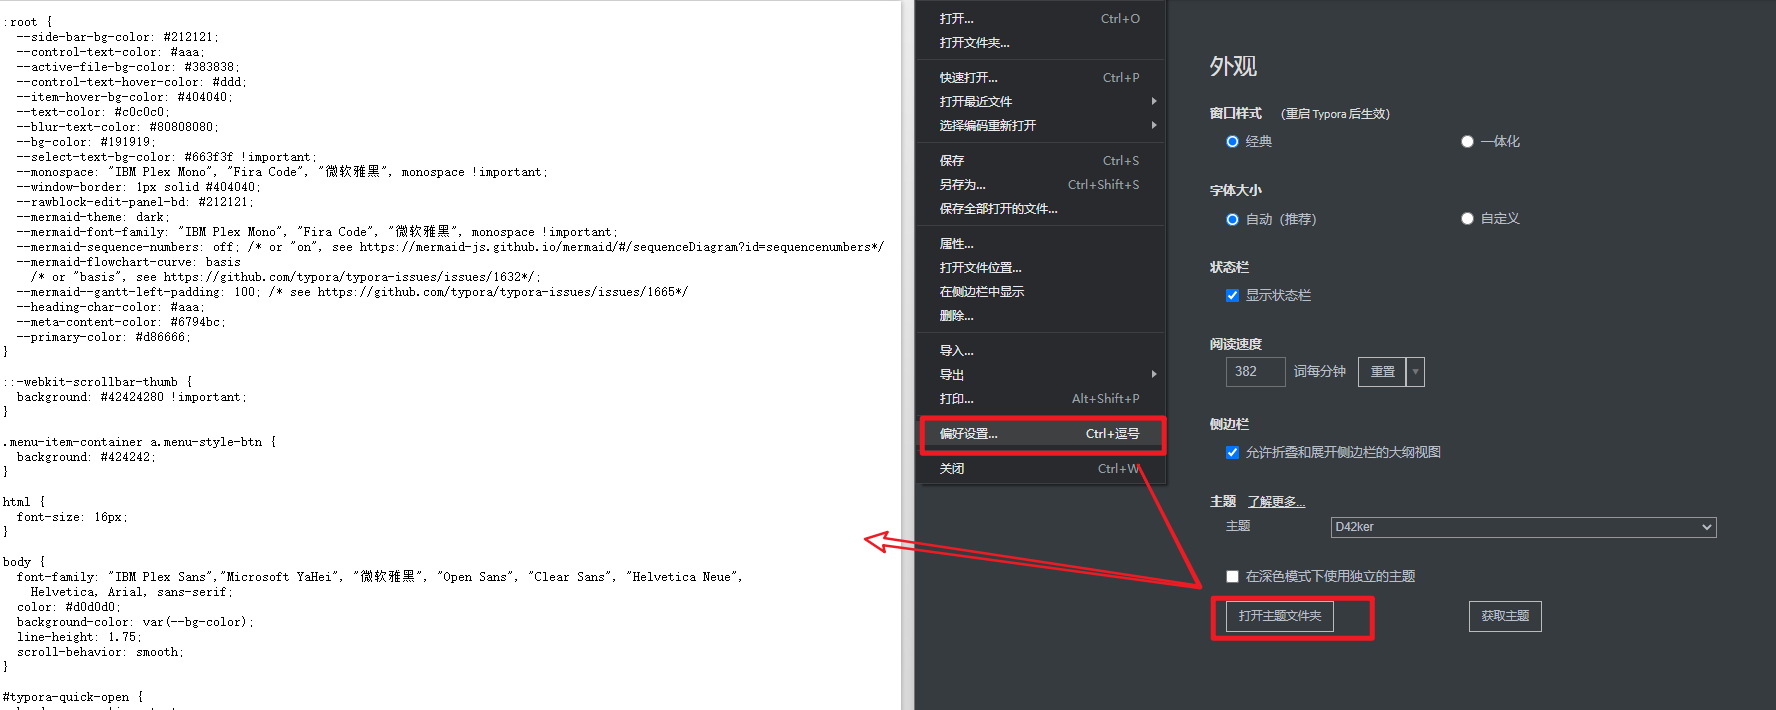 :root {
--side-bar-bg-color: #212121;
--control-text-color: #aaa;
--active-file-bg-color: #383838;
--control-text-hover-color: #ddd;
--item-hover-bg-color: #404040;
--text-color: #c0c0c0;
--blur-text-color: #80808080;
--bg-color: #191919;
--select-text-bg-color: #663f3f !important;
--monospace: "IBM Plex Mono", "Fira Code", "微软雅黑", monospace !important;
--window-border: 1px solid #404040;
--rawblock-edit-panel-bd: #212121;
--mermaid-theme: dark;
--mermaid-font-family: "IBM Plex Mono", "Fira Code", "微软雅黑", monospace !important;
--mermaid-sequence-numbers: off; /* or "on", see https://mermaid-js.github.io/mermaid/#/sequenceDiagram?id=sequencenumbers*/
--mermaid-flowchart-curve: basis
/* or "basis", see https://github.com/typora/typora-issues/issues/1632*/;
--mermaid--gantt-left-padding: 100; /* see https://github.com/typora/typora-issues/issues/1665*/
--heading-char-color: #aaa;
--meta-content-color: #6794bc;
--primary-color: #d86666;
}
::-webkit-scrollbar-thumb {
background: #42424280 !important;
}
.menu-item-container a.menu-style-btn {
background: #424242;
}
html {
font-size: 16px;
}
body {
font-family: "IBM Plex Sans","Microsoft YaHei", "微软雅黑", "Open Sans", "Clear Sans", "Helvetica Neue",
Helvetica, Arial, sans-serif;
color: #d0d0d0;
background-color: var(--bg-color);
line-height: 1.75;
scroll-behavior: smooth;
}
#typora-quick-open {
打开... Ctrl+O
打开文件夹...
快速打开... Ctrl+P
打开最近文件
选择编码重新打开
保存 Ctrl+S
另存为... Ctrl+Shift+S
保存全部打开的文件...
属性...
打开文件位置...
在侧边栏中显示
删除...
导入...
导出
打印... Alt+Shift+P
偏好设置... Ctrl+逗号
关闭 Ctrl+W
外观
窗口样式 (重启 Typora 后生效)
经典 一体化
字体大小
自动（推荐） 自定义
状态栏
显示状态栏
阅读速度
382 词每分钟 重置
侧边栏
允许折叠和展开侧边栏的大纲视图
主题 了解更多...
主题 D42ker
在深色模式下使用独立的主题
打开主题文件夹 获取主题